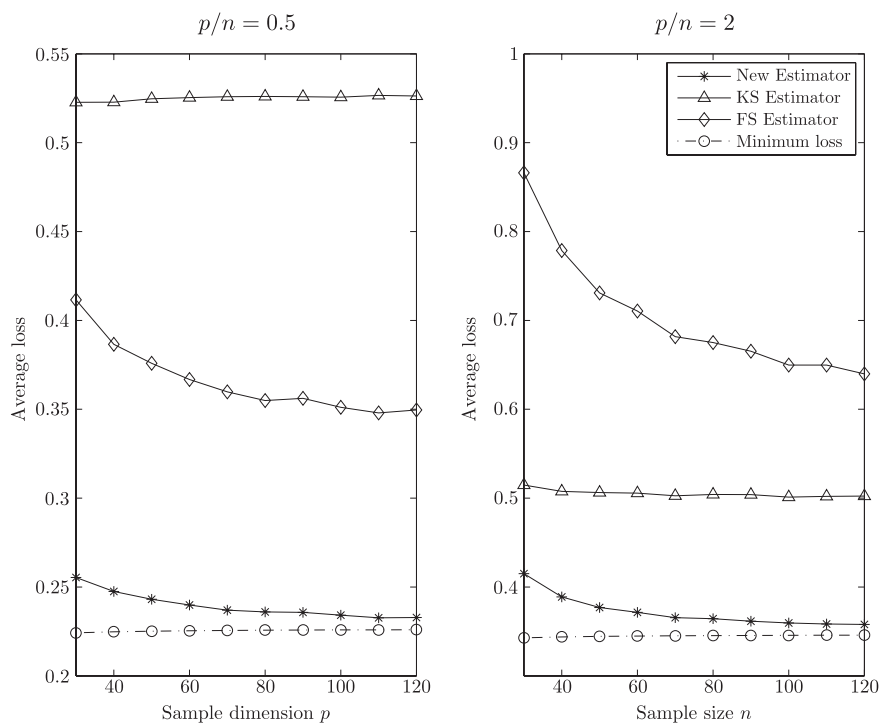 p/n = 0.5
0.55
0.5
0.45
0.4
0.35
0.3
0.25
0.2
Average loss
40 60 80 100 120
Sample dimension p
p/n = 2
1
0.9
0.8
0.7
0.6
0.5
0.4
Average loss
40 60 80 100 120
Sample size n
New Estimator
KS Estimator
FS Estimator
Minimum loss